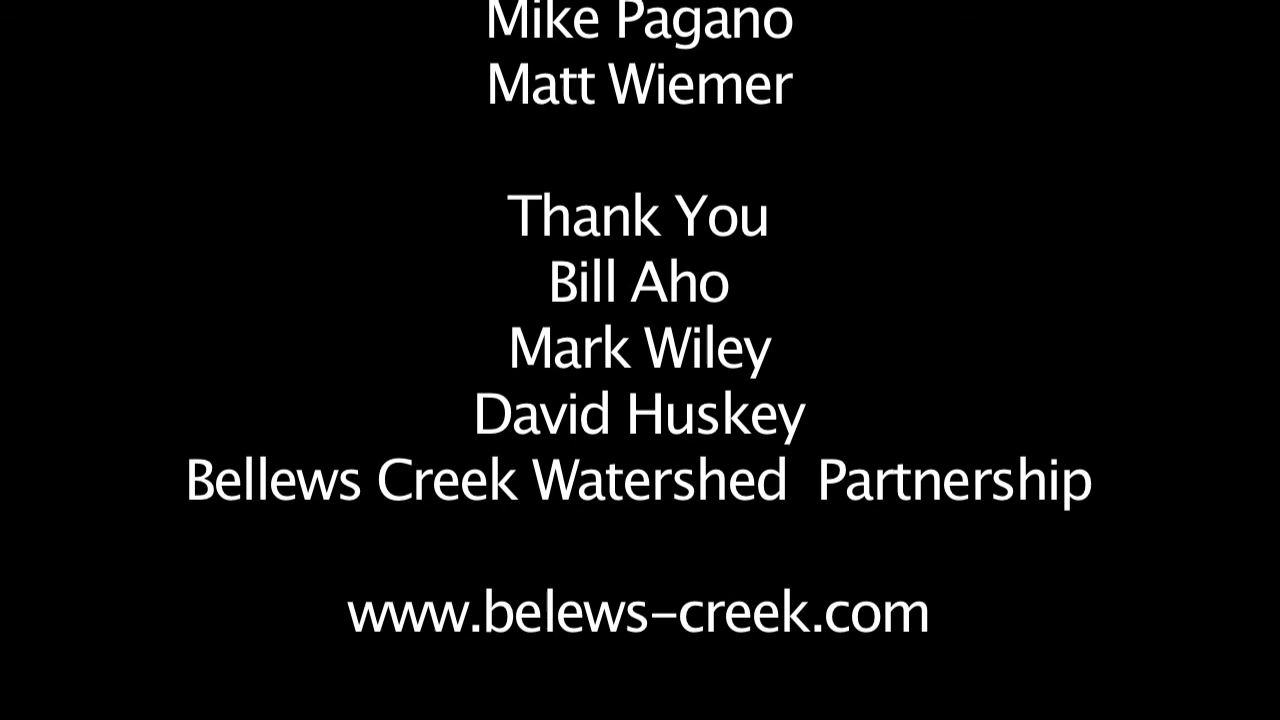 Mike Pagano
Matt Wiemer
Thank You
Bill Aho
Mark Wiley
David Huskey
Bellews Creek Watershed  Partnership
www.belews-creek.com